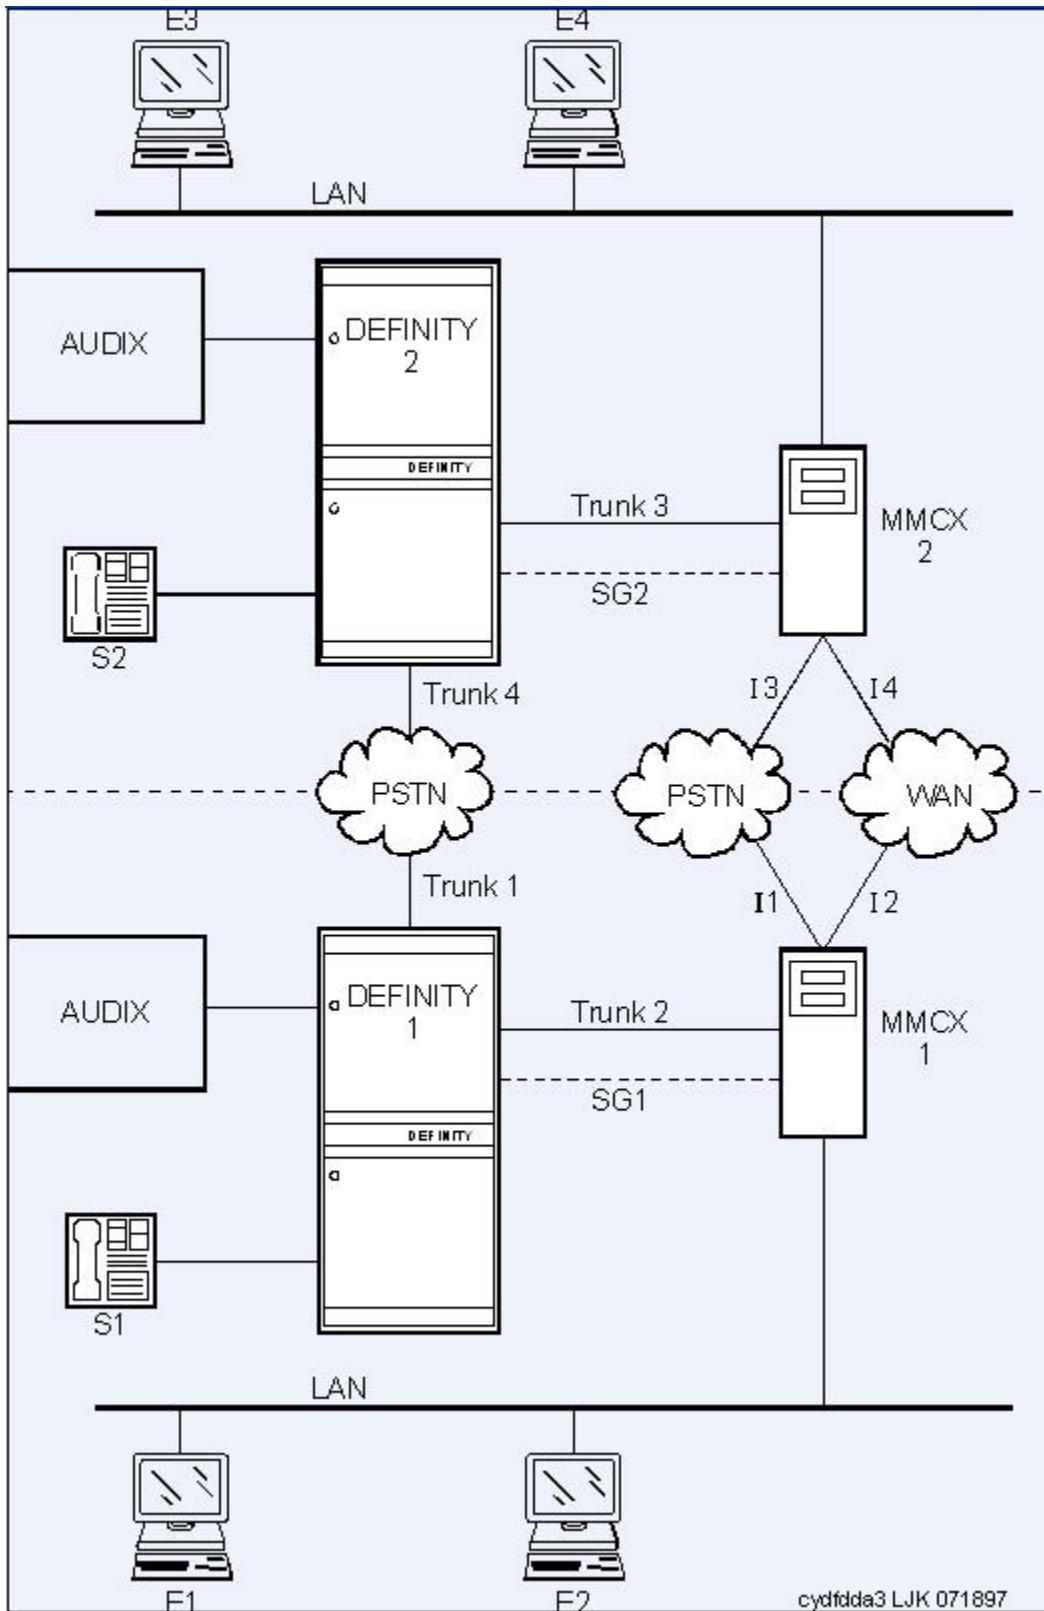 E3
E4
LAN
AUDIX
DEFINITY
2
DEFINITY
Trunk 3
MMCX
2
SG2
S2
Trunk 4
I3
I4
PSTN
PSTN
WAN
Trunk 1
I1
I2
AUDIX
DEFINITY
1
Trunk 2
MMCX
1
SG1
DEFINITY
S1
LAN
E1
E2
cydfdda3 LJK 071897